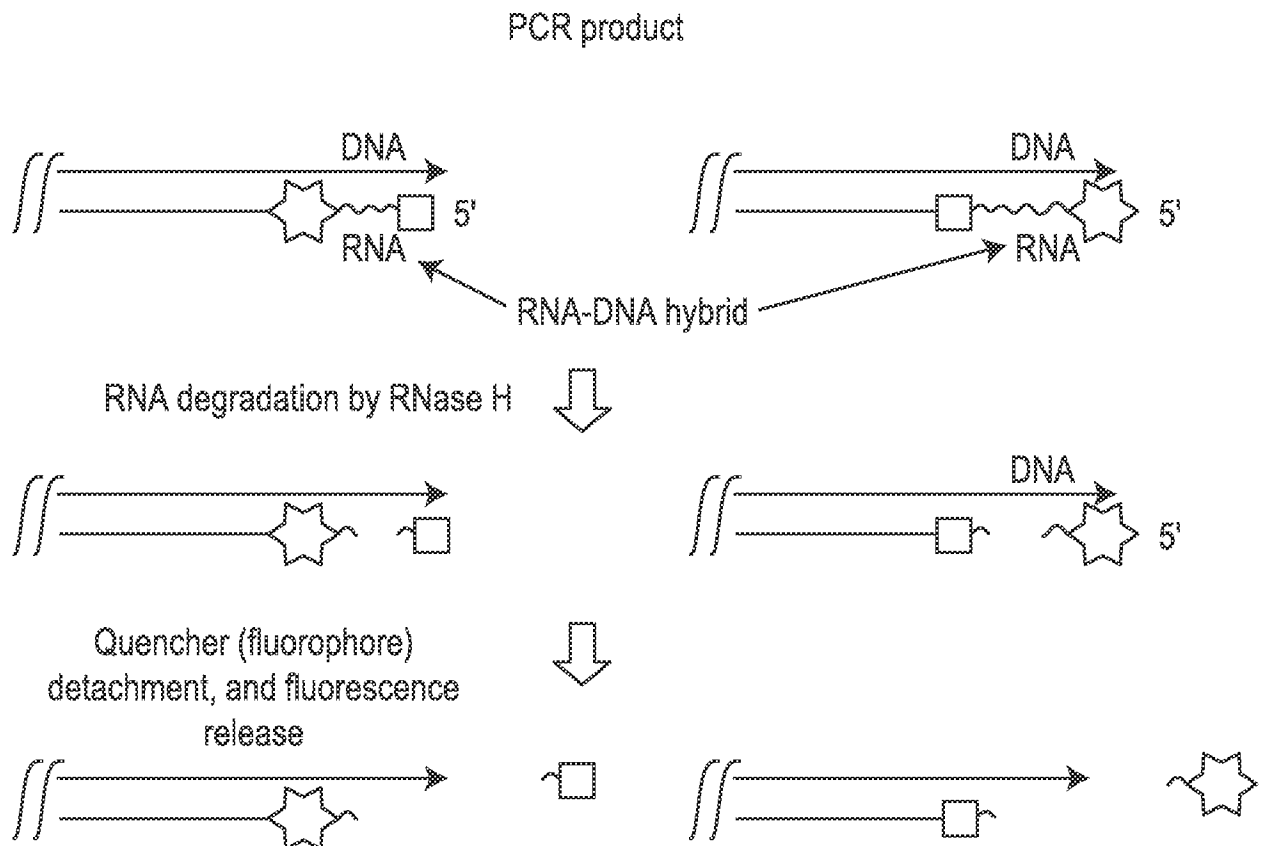 PCR product
DNA
DNA
5'
5'
RNA
RNA
RNA-DNA hybrid
RNA degradation by RNase H
DNA
5'
Quencher (fluorophore)
detachment, and fluorescence
release